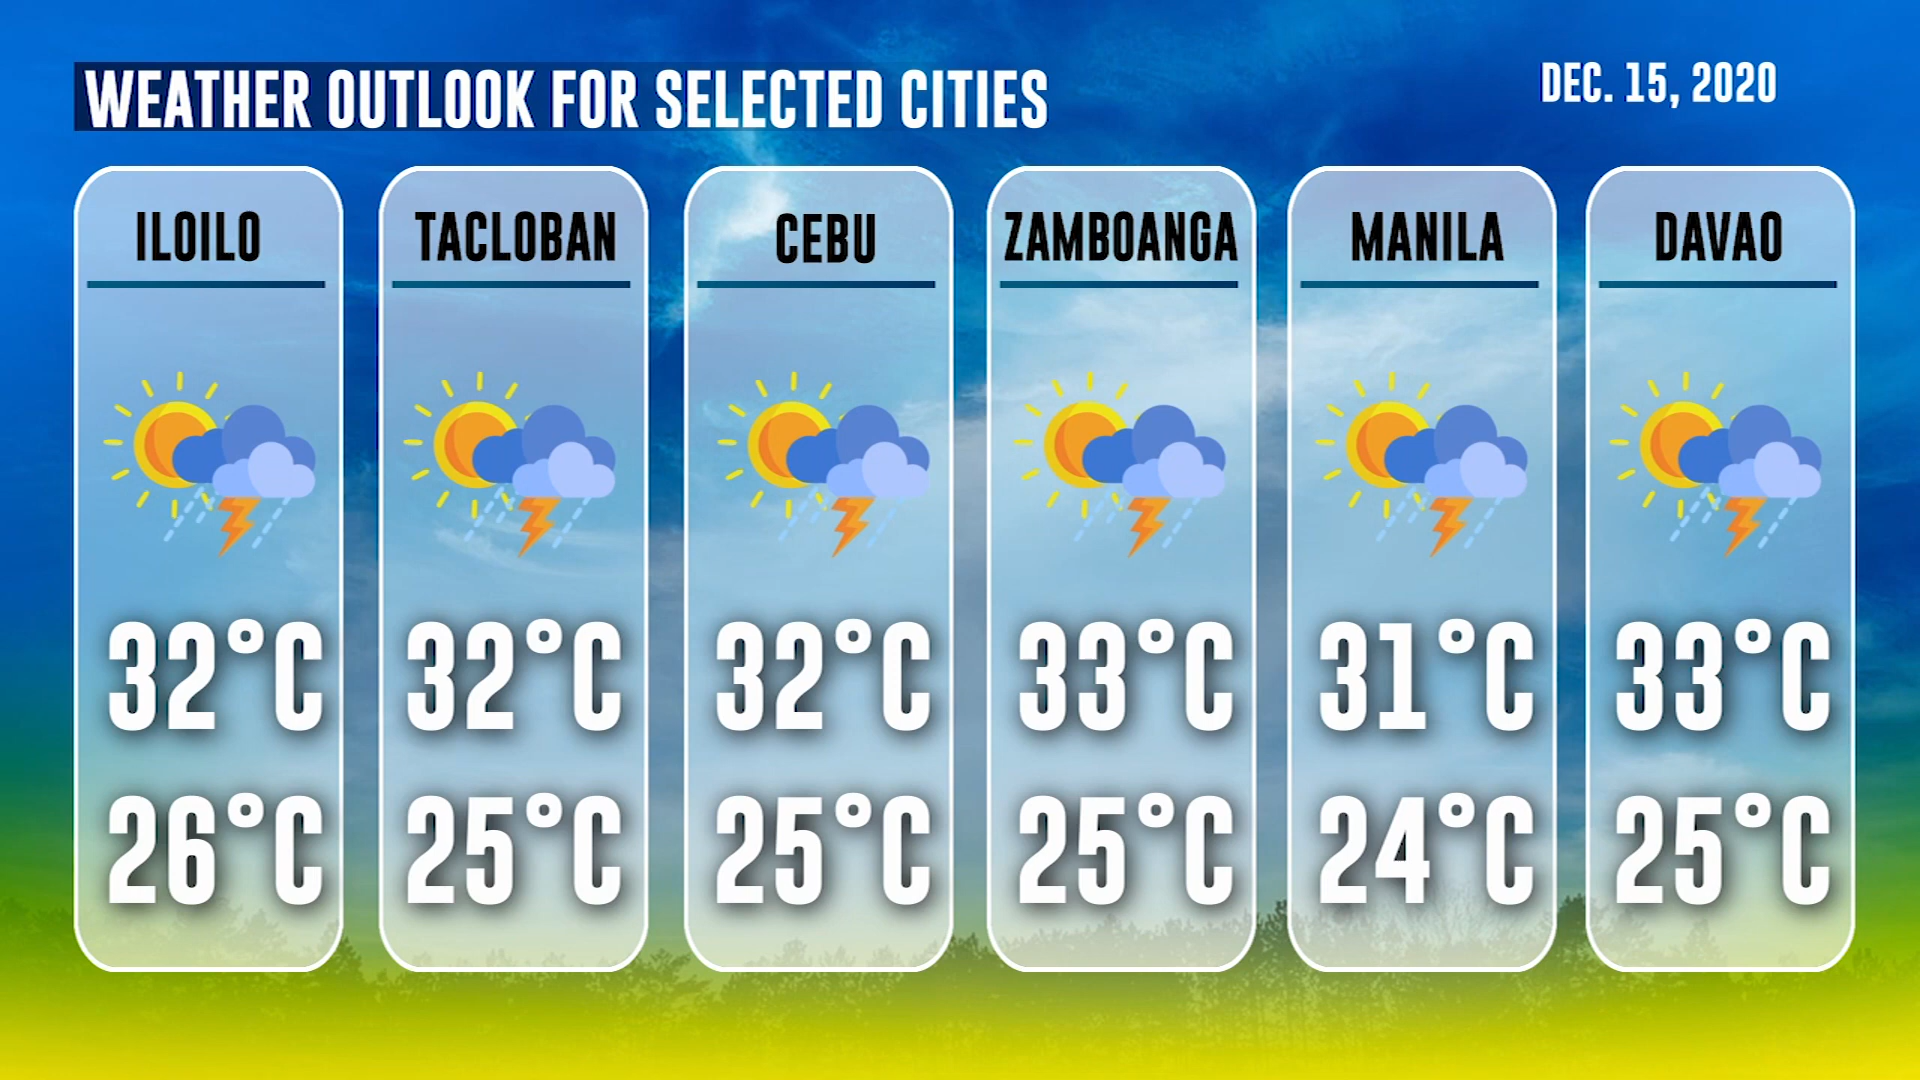 WEATHER OUTLOOK FOR SELECTED CITIES
DEC. 15, 2020
ILOILO
32°C
26°C
TACLOBAN
32°C
25°C
CEBU
32°C
25°C
ZAMBOANGA
33°C
25°C
MANILA
31°C
24°C
DAVAO
33°C
25°C